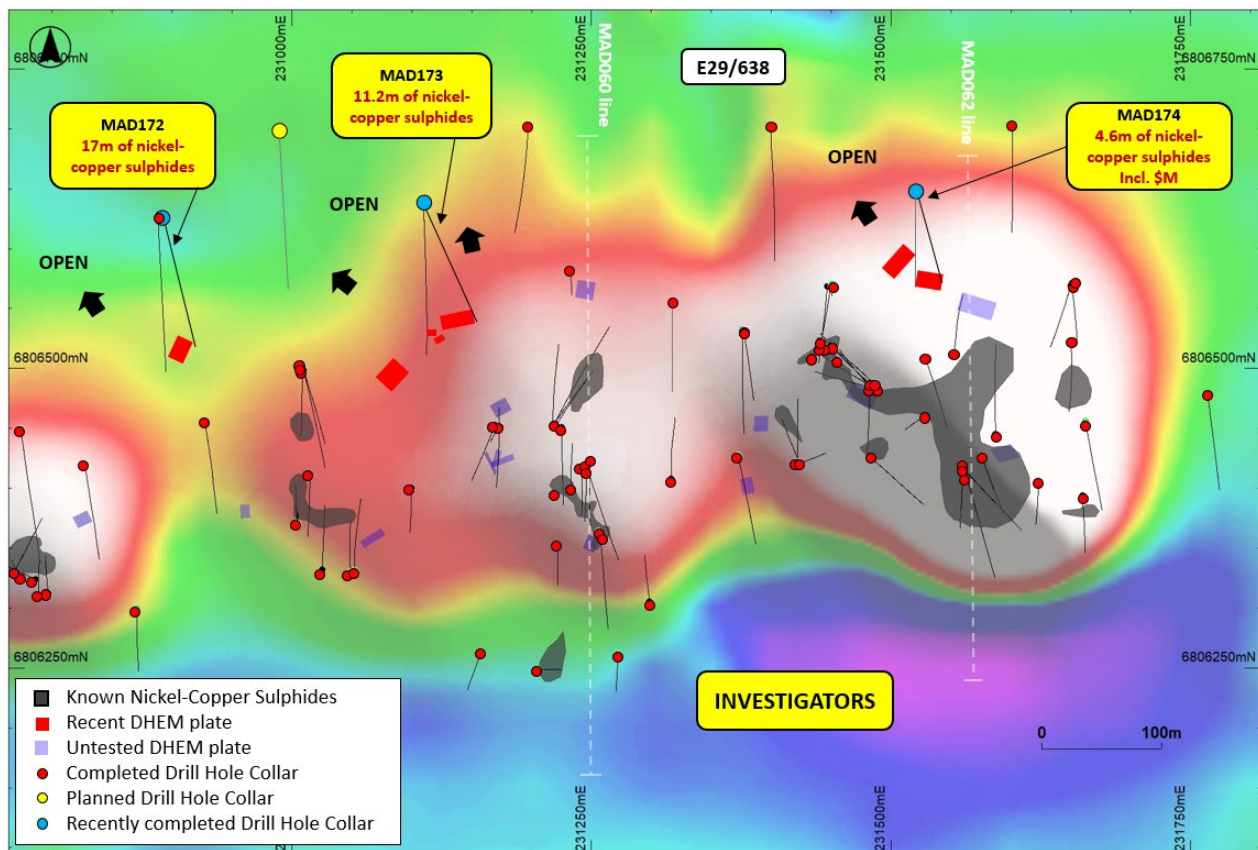 231000mE
231250mE
231500mE
231750mE
6806750mN
MAD060 line
MAD062 line
E29/638
MAD172
17m of nickel-
copper sulphides
MAD173
11.2m of nickel-
copper sulphides
MAD174
4.6m of nickel-
copper sulphides
Incl. $M
OPEN
OPEN
OPEN
6806500mN
6806500mN
6806250mN
6806250mN
INVESTIGATORS
Known Nickel-Copper Sulphides
Recent DHEM plate
Untested DHEM plate
Completed Drill Hole Collar
Planned Drill Hole Collar
Recently completed Drill Hole Collar
0
100m
231250mE
231500mE
231750mE